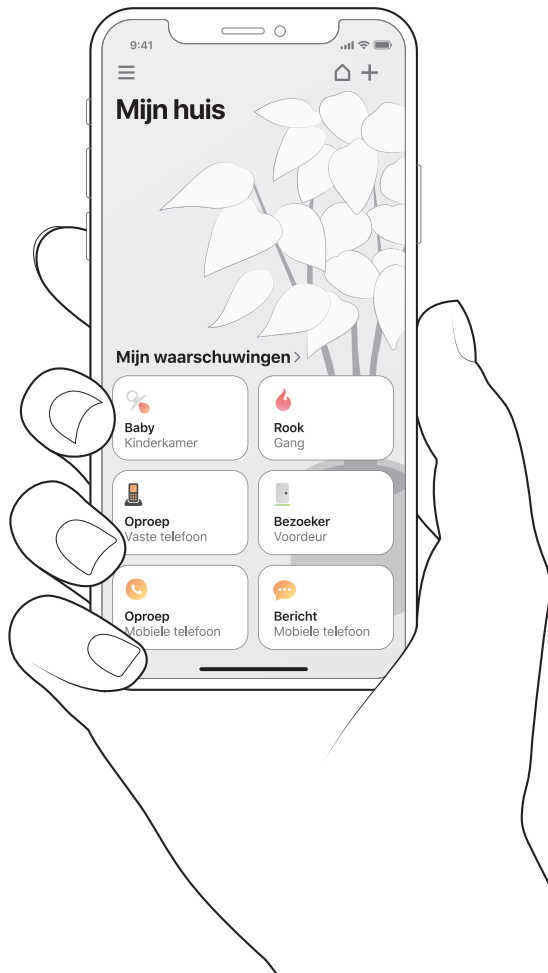 9:41
Mijn huis
Mijn waarschuwingen
Baby
Kinderkamer
Rook
Gang
Oproep
Vaste telefoon
Bezoeker
Voordeur
Oproep
Mobiele telefoon
Bericht
Mobiele telefoon